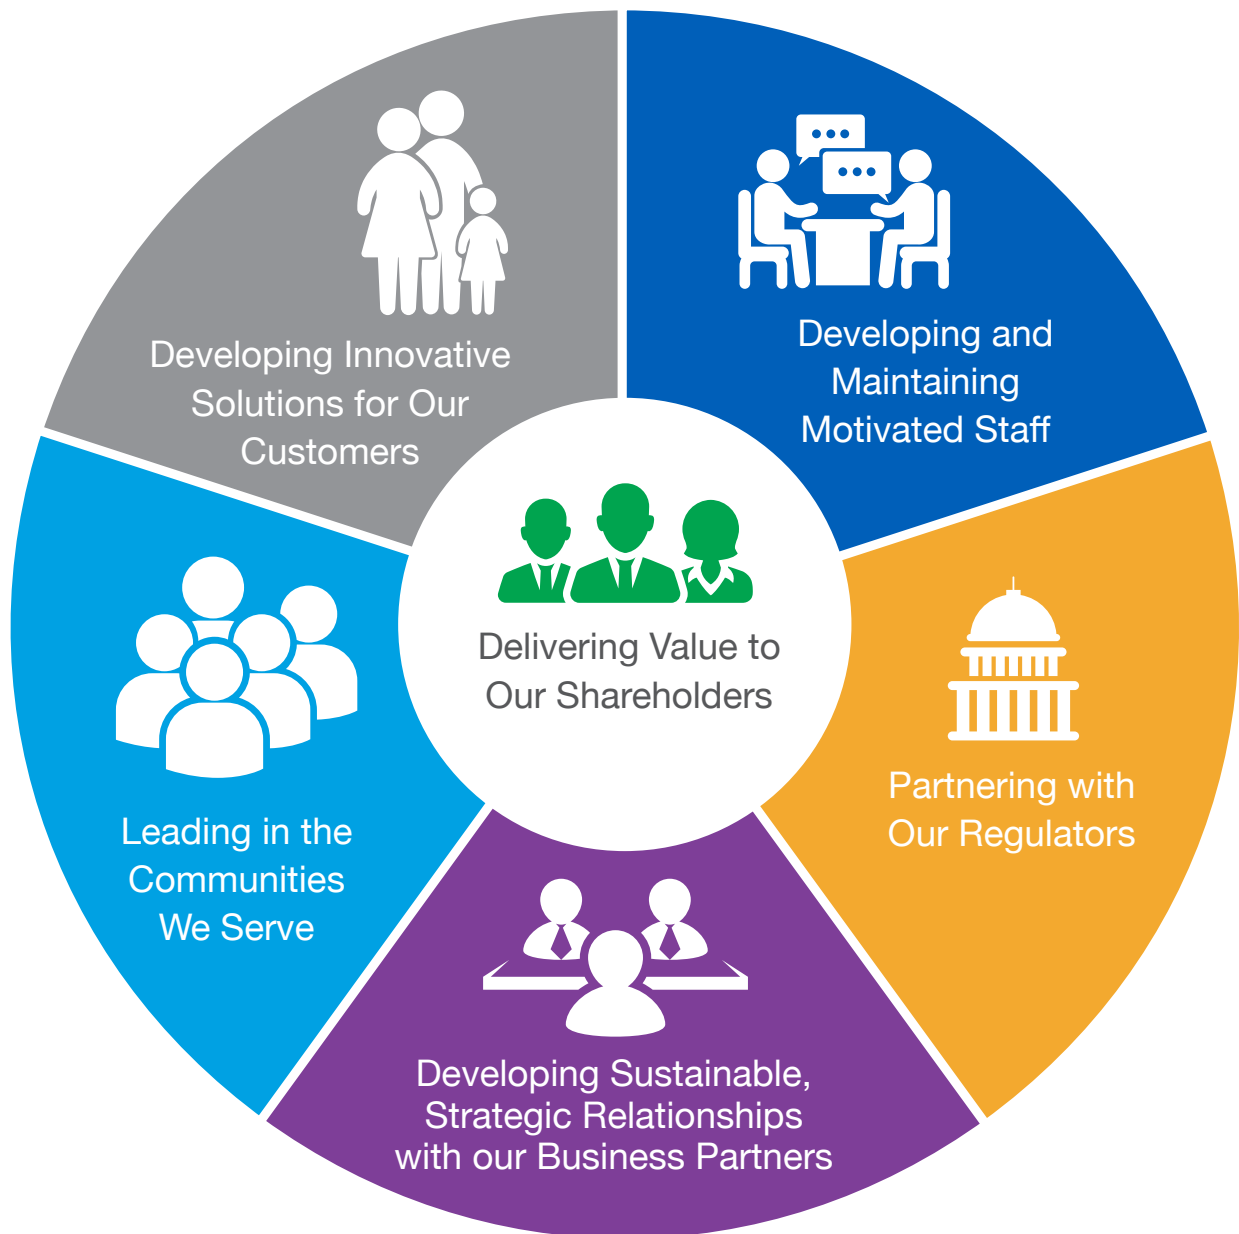 Developing Innovative
Solutions for Our
Customers
Developing and
Maintaining
Motivated Staff
Delivering Value to
Our Shareholders
Partnering with
Our Regulators
Leading in the
Communities
We Serve
Developing Sustainable,
Strategic Relationships
with our Business Partners